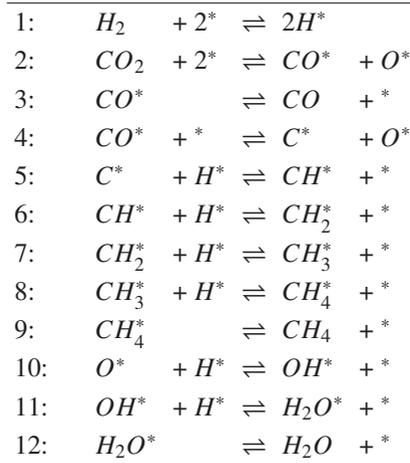 1: H₂ + 2* ⇌ 2H*
2: CO₂ + 2* ⇌ CO* + O*
3: CO* ⇌ CO + *
4: CO* + * ⇌ C* + O*
5: C* + H* ⇌ CH* + *
6: CH* + H* ⇌ CH₂* + *
7: CH₂* + H* ⇌ CH₃* + *
8: CH₃* + H* ⇌ CH₄* + *
9: CH₄* ⇌ CH₄ + *
10: O* + H* ⇌ OH* + *
11: OH* + H* ⇌ H₂O* + *
12: H₂O* ⇌ H₂O + *